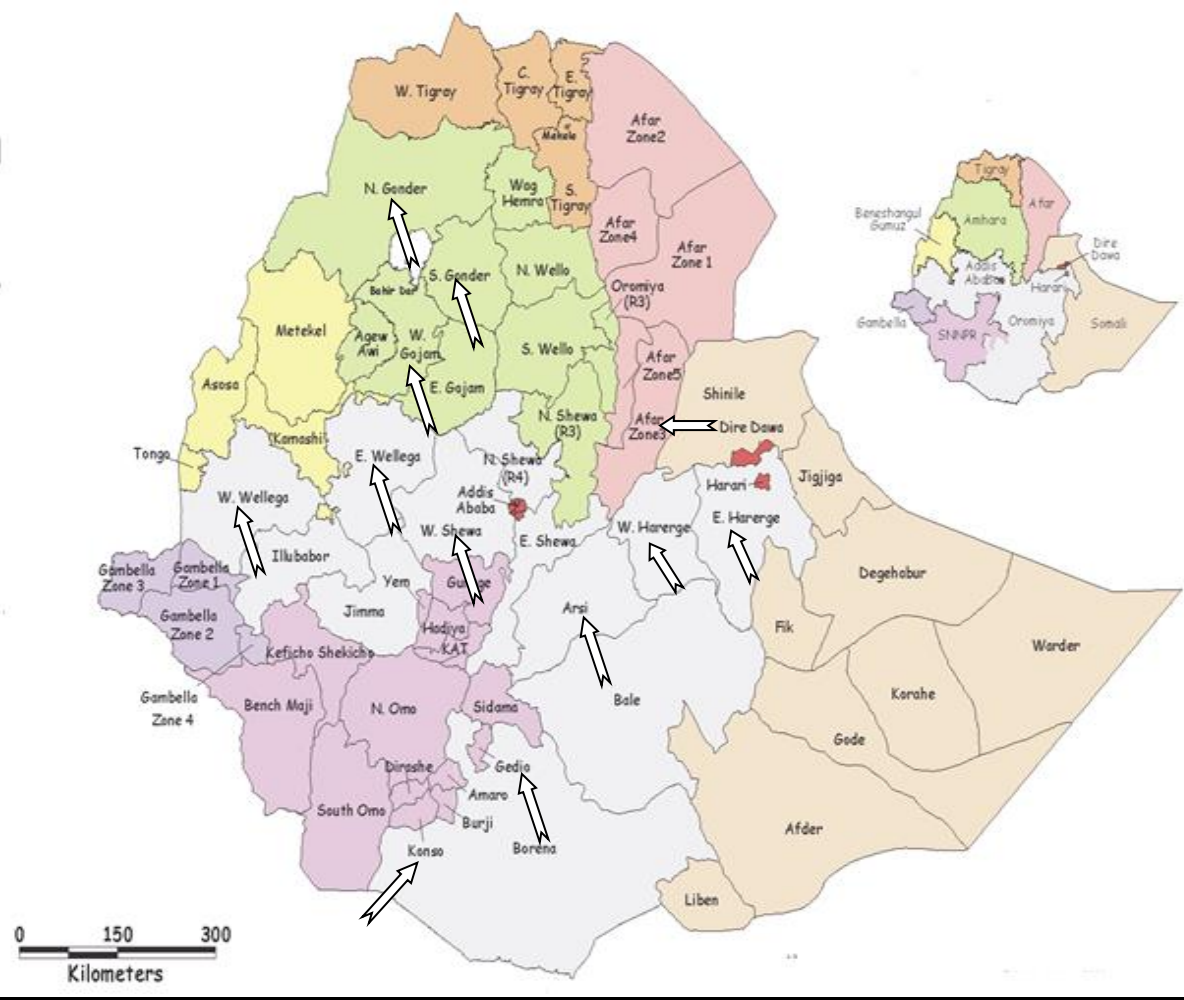 W. Tigray
C.
Tigray
E.
Tigray
Mekele
S.
Tigray
Afar
Zone2
N. Gonder
Wag
Hemra
Afar
Zone4
Afar
Zone 1
S. Gonder
N. Wello
Oromiya
(R3)
Bahir Dar
Metekel
Agew
Awi
W.
Gojam
S. Wello
Afar
Zone5
Asosa
E. Gojam
Shinile
N. Shewa
(R3)
Afar
Zone3
Dire Dawa
Kamashi
Tongo
E. Wellega
N. Shewa
(R4)
Jigjiga
Harari
W. Wellega
Addis
Ababa
W. Shewa
E. Shewa
W. Harerge
E. Harerge
Illubabor
Gambella
Zone 3
Gambella
Zone 1
Yem
Gurage
Degehabur
Gambella
Zone 2
Jimma
Arsi
Hadiya
Fik
KAT
Keficho Shekicho
Warder
Gambella
Zone 4
Bench Maji
N. Omo
Sidama
Bale
Korahe
Gode
Dirashe
Gedio
Amaro
South Omo
Burji
Afder
Konso
Borena
Liben
0 150 300
Kilometers
Tigray
Beneshangul
Gumuz
Amhara
Afar
Dire
Dawa
Addis
Ababa
Harari
Gambella
SNNPR
Oromiya
Somali